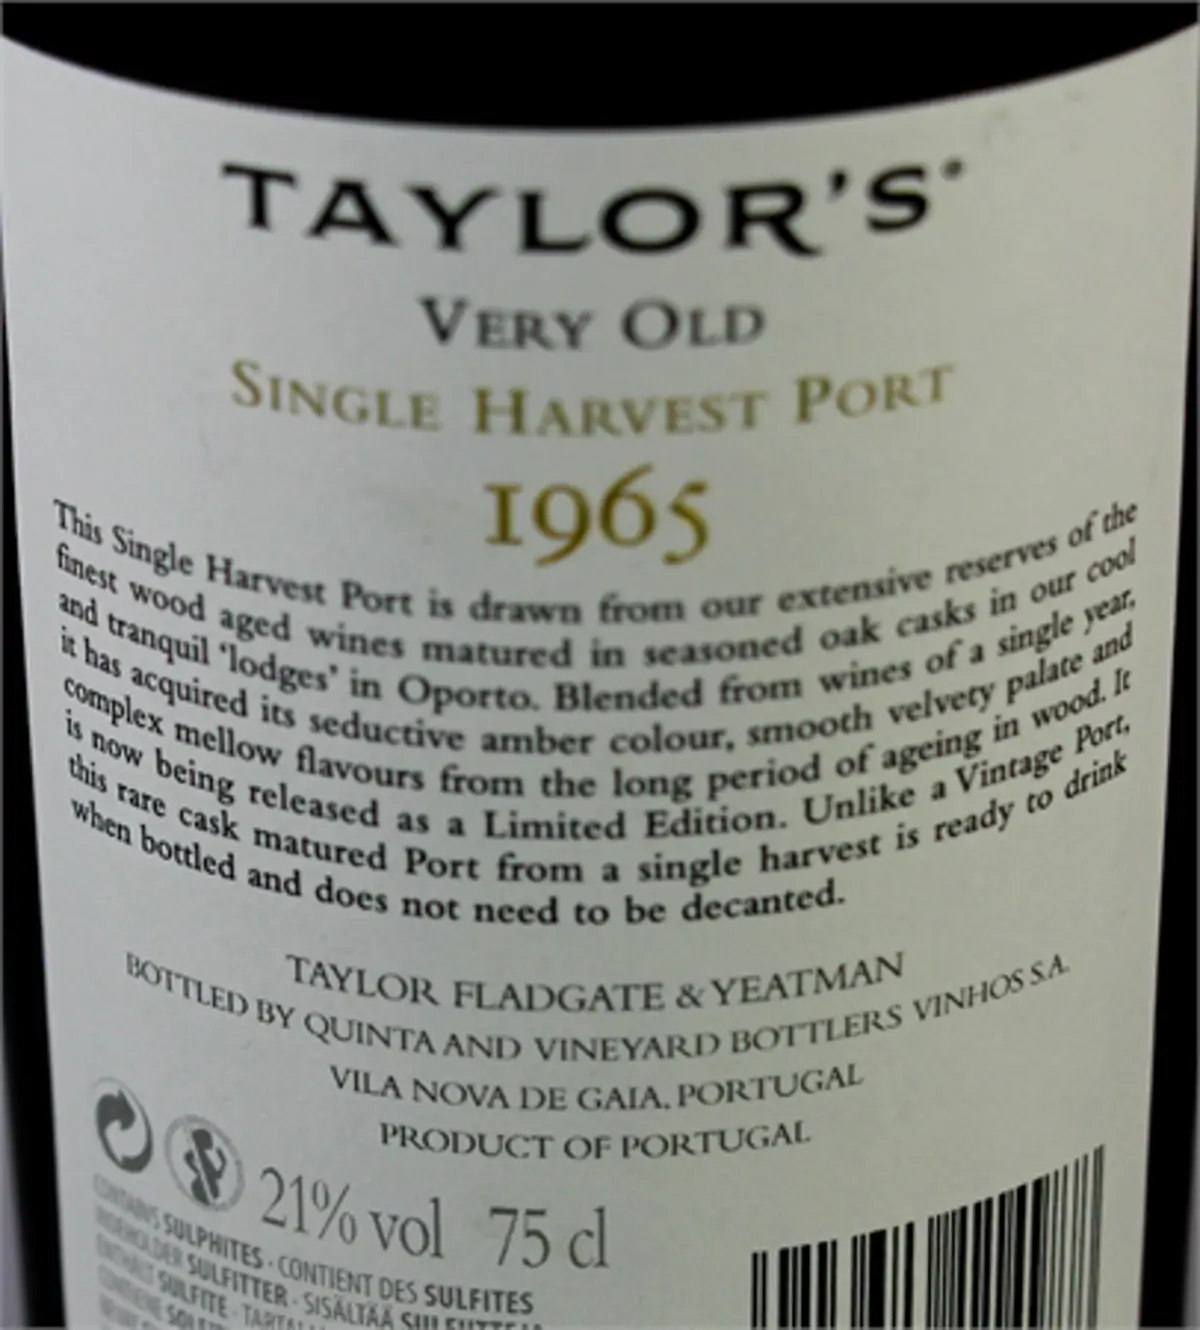 TAYLOR'S®
VERY OLD
SINGLE HARVEST PORT
1965
This Single Harvest Port is drawn from our extensive reserves of the
finest wood aged wines matured in seasoned oak casks in our cool
and tranquil ‘lodges’ in Oporto. Blended from wines of a single year,
it has acquired its seductive amber colour, smooth velvety palate and
complex mellow flavours from the long period of ageing in wood. It
is now being released as a Limited Edition. Unlike a Vintage Port,
this rare cask matured Port from a single harvest is ready to drink
when bottled and does not need to be decanted.
TAYLOR FLADGATE & YEATMAN
BOTTLED BY QUINTA AND VINEYARD BOTTLERS VINHOS S.A.
VILA NOVA DE GAIA, PORTUGAL
PRODUCT OF PORTUGAL
21% vol 75 cl
CONTAINS SULPHITES · CONTIENT DES SULFITES
INDEHOLDER SULFITTER · SISÄLTÄÄ
ENTHÄLT SULFITE